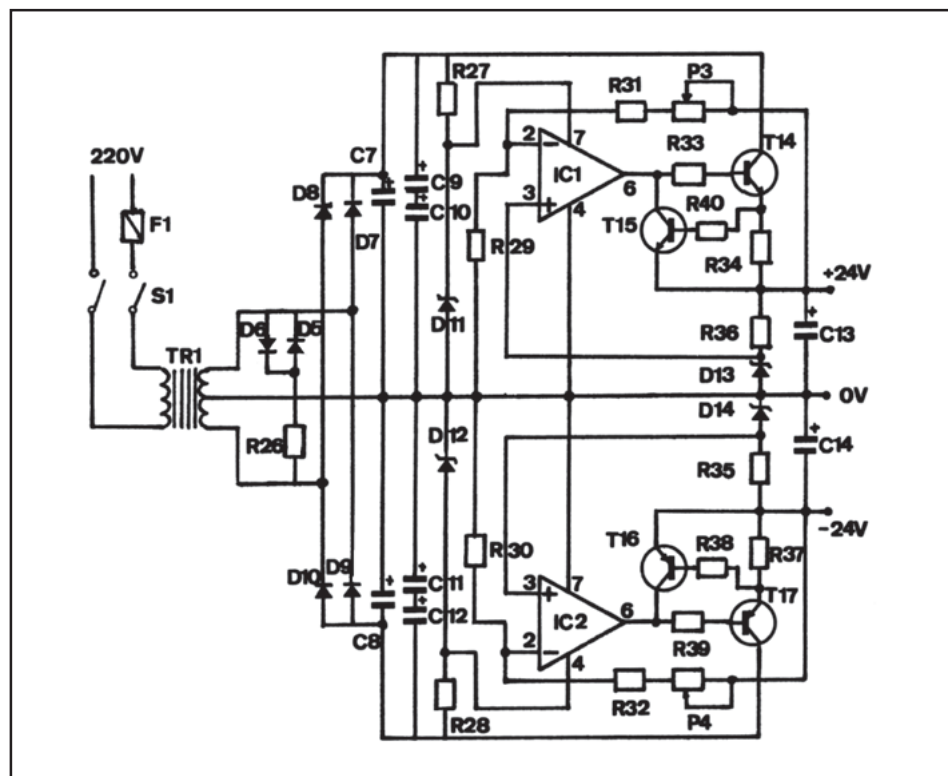 220V
F1
S1
TR1
D6
D5
R26
D8
D7
C7
C9
C10
R27
D11
R29
2
-
3
+
7
IC1
4
6
R31
P3
R33
T14
T15
R40
R34
+24V
R36
D13
C13
+
0V
D14
D12
C14
+
R35
-24V
R30
T16
R38
R37
T17
D10
D9
C8
+
C11
+
C12
+
3
+
2
-
7
IC2
4
6
R39
R32
P4
R28